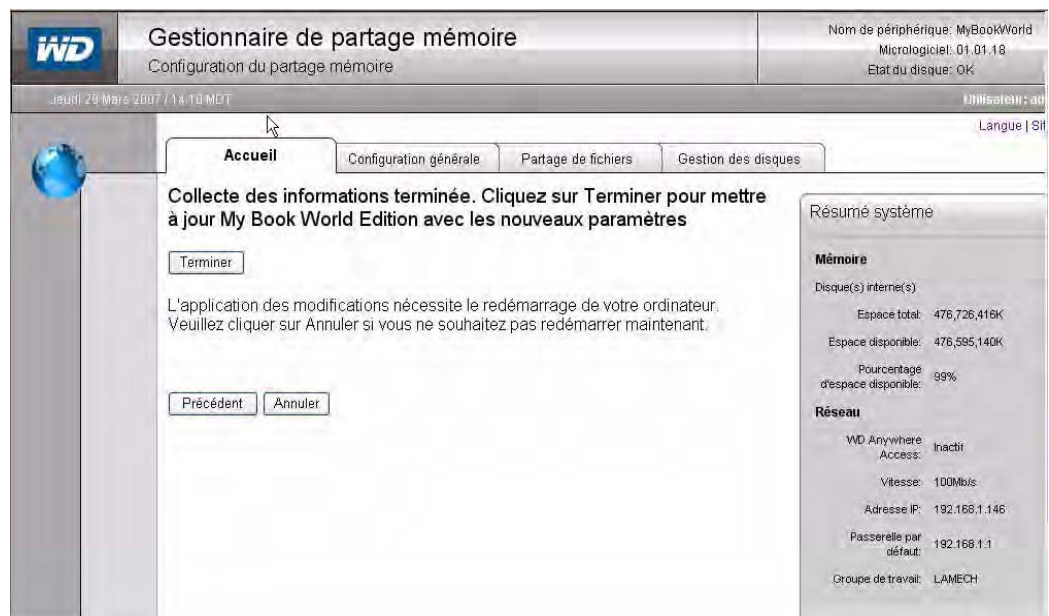 WD
Gestionnaire de partage mémoire
Configuration du partage mémoire
Nom de périphérique: MyBookWorld
Micrologiciel: 01.01.18
Etat du disque: OK
Jeudi 29 Mars 2007 / 14:10 MDT
Utilisateur: ad
Langue | Sit
Accueil
Configuration générale
Partage de fichiers
Gestion des disques
Collecte des informations terminée. Cliquez sur Terminer pour mettre
à jour My Book World Edition avec les nouveaux paramètres
Terminer
L'application des modifications nécessite le redémarrage de votre ordinateur.
Veuillez cliquer sur Annuler si vous ne souhaitez pas redémarrer maintenant.
Précédent
Annuler
Résumé système
Mémoire
Disque(s) interne(s)
Espace total: 476,726,416K
Espace disponible: 476,595,140K
Pourcentage
d'espace disponible: 99%
Réseau
WD Anywhere
Access: Inactif
Vitesse: 100Mb/s
Adresse IP: 192.168.1.146
Passerelle par
défaut: 192.168.1.1
Groupe de travail: LAMECH